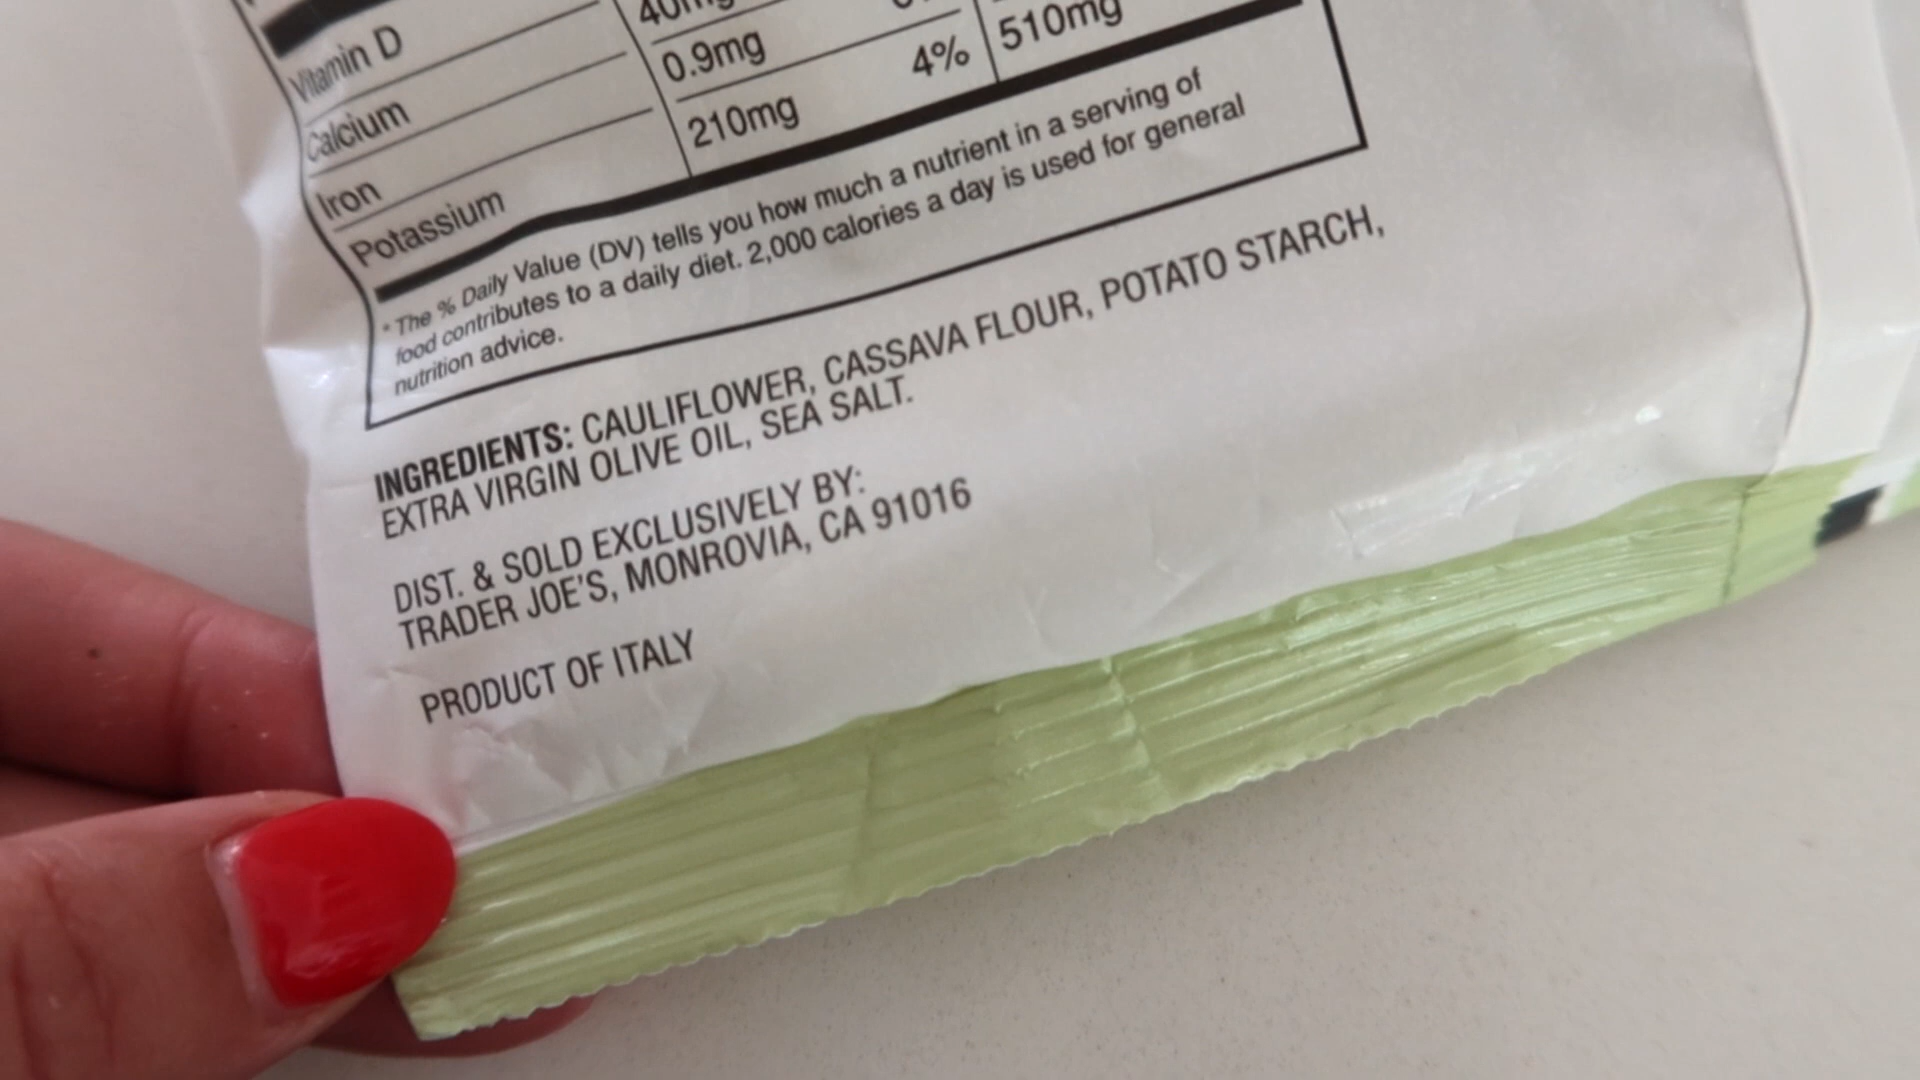 Vitamin D
Calcium 40mg
Iron 0.9mg
Potassium 210mg 4% 510mg
* The % Daily Value (DV) tells you how much a nutrient in a serving of
food contributes to a daily diet. 2,000 calories a day is used for general
nutrition advice.
INGREDIENTS: CAULIFLOWER, CASSAVA FLOUR, POTATO STARCH,
EXTRA VIRGIN OLIVE OIL, SEA SALT.
DIST. & SOLD EXCLUSIVELY BY:
TRADER JOE'S, MONROVIA, CA 91016
PRODUCT OF ITALY